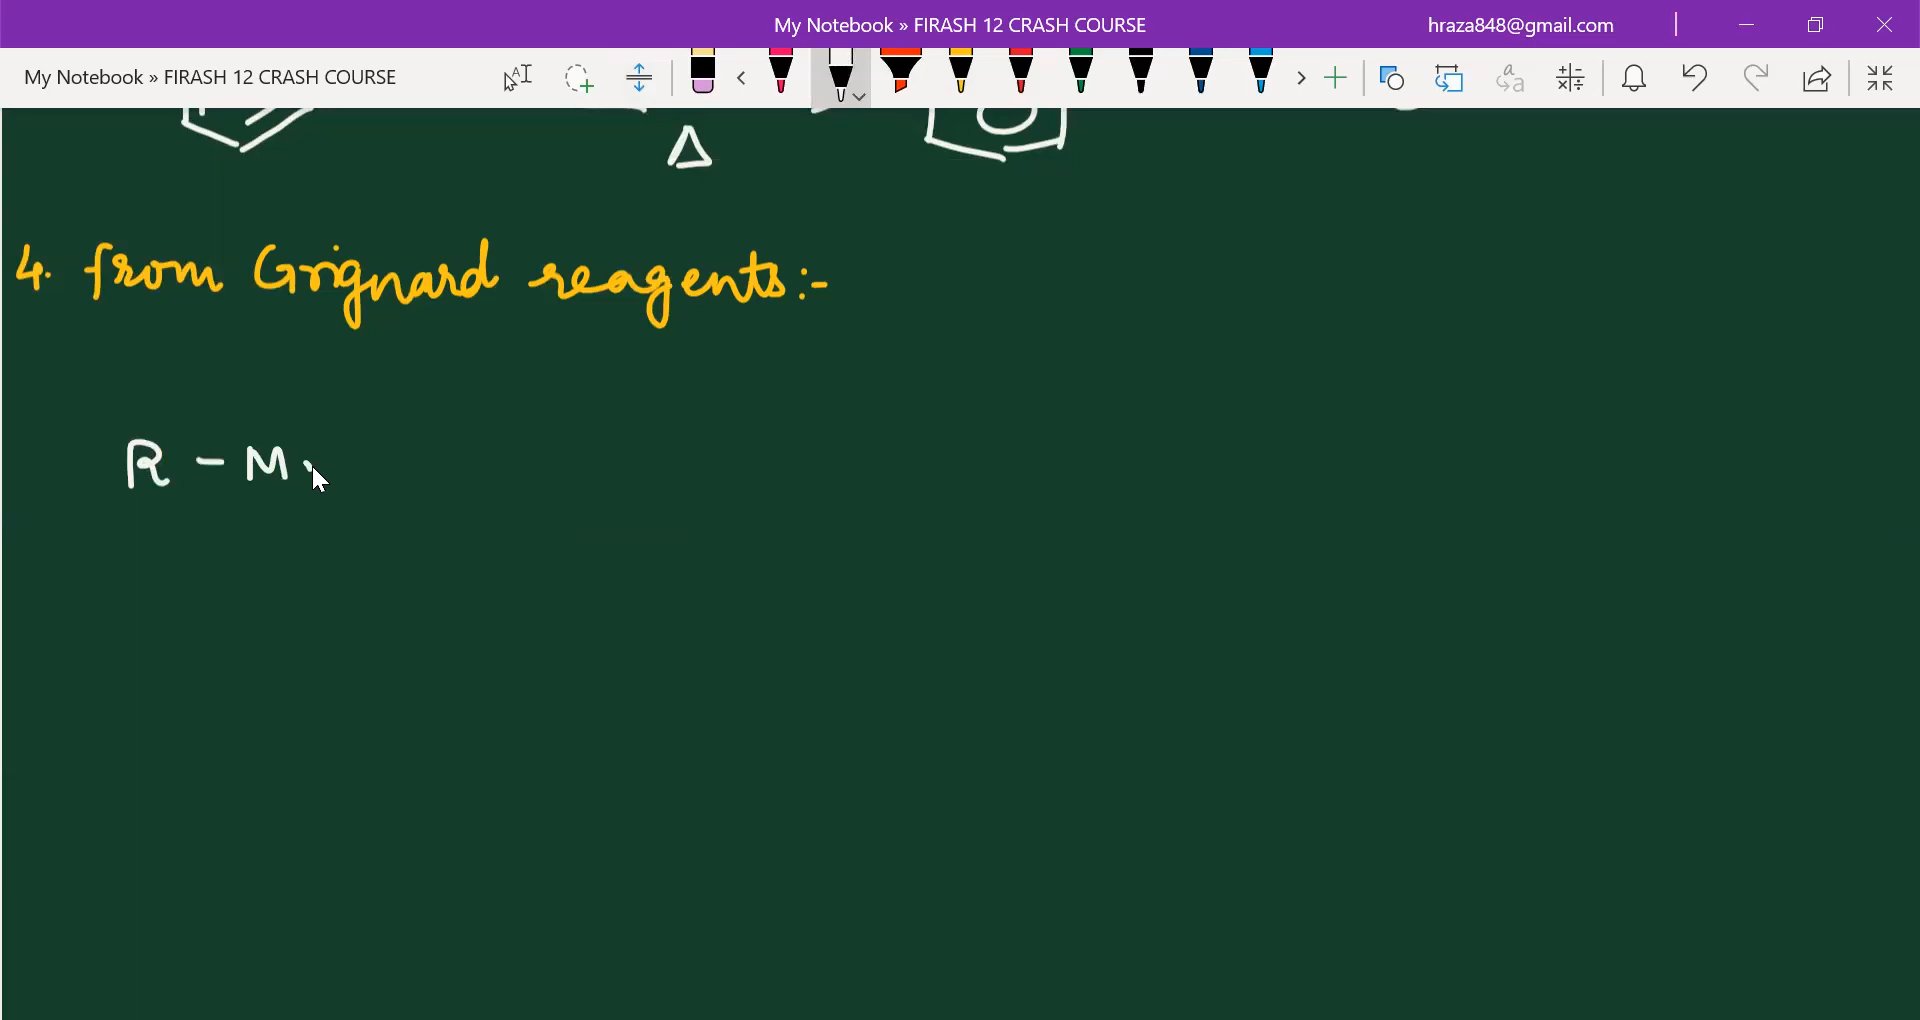 My Notebook » FIRASH 12 CRASH COURSE
hraza848@gmail.com
My Notebook » FIRASH 12 CRASH COURSE
Δ
4. from Grignard reagents:-
R - M